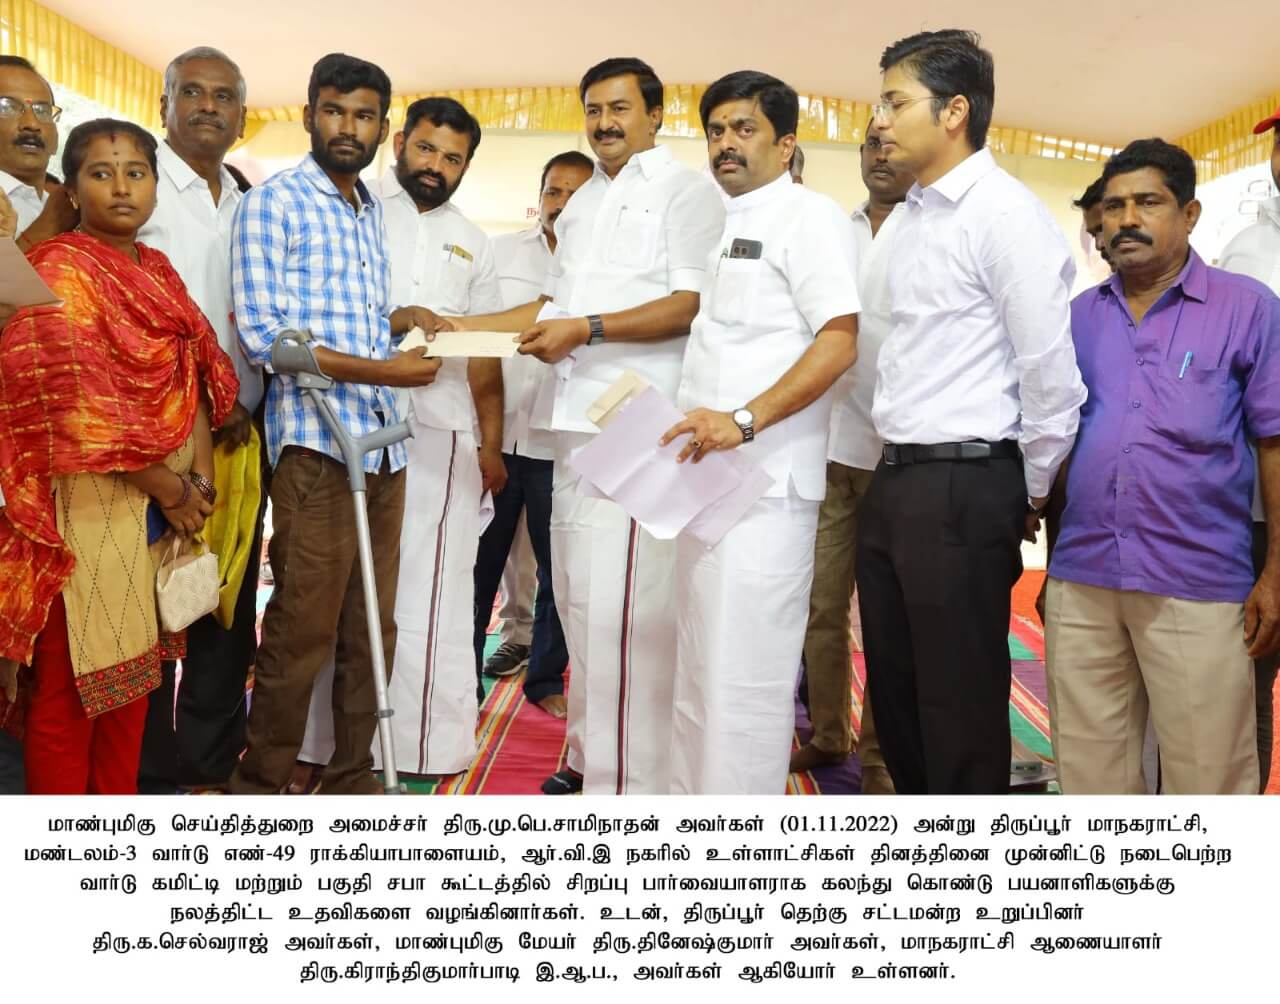 மாண்புமிகு செய்தித்துறை அமைச்சர் திரு.மு.பெ.சாமிநாதன் அவர்கள் (01.11.2022) அன்று திருப்பூர் மாநகராட்சி,
மண்டலம்-3 வார்டு எண்-49 ராக்கியாபாளையம், ஆர்.வி.இ நகரில் உள்ளாட்சிகள் தினத்தினை முன்னிட்டு நடைபெற்ற
வார்டு கமிட்டி மற்றும் பகுதி சபா கூட்டத்தில் சிறப்பு பார்வையாளராக கலந்து கொண்டு பயனாளிகளுக்கு
நலத்திட்ட உதவிகளை வழங்கினார்கள். உடன், திருப்பூர் தெற்கு சட்டமன்ற உறுப்பினர்
திரு.க.செல்வராஜ் அவர்கள், மாண்புமிகு மேயர் திரு.தினேஷ்குமார் அவர்கள், மாநகராட்சி ஆணையாளர்
திரு.கிராந்திகுமார்பாடி இ.ஆ.ப., அவர்கள் ஆகியோர் உள்ளனர்.